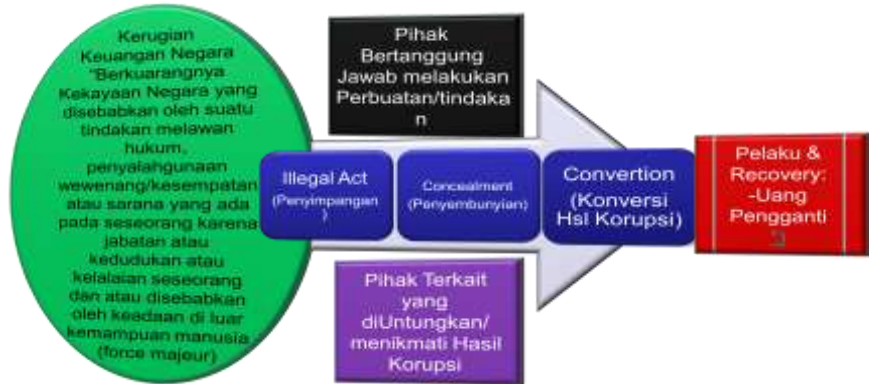 Kerugian
Keuangan Negara
"Berkuarangnya
Kekayaan Negara yang
disebabkan oleh suatu
tindakan melawan
hukum,
penyalahgunaan
wewenang/kesempatan
atau sarana yang ada
pada seseorang karena
jabatan atau
kedudukan atau
kelalaian seseorang
dan atau disebabkan
oleh keadaan di luar
kemampuan manusia
(force majeur)
Pihak
Bertanggung
Jawab melakukan
Perbuatan/tindaka
n
Illegal Act
(Penyimpangan
)
Concealment
(Penyembunyian)
Convertion
(Konversi
Hsl Korupsi)
Pihak Terkait
yang
diUntungkan/
menikmati Hasil
Korupsi
Pelaku &
Recovery:
-Uang
Pengganti